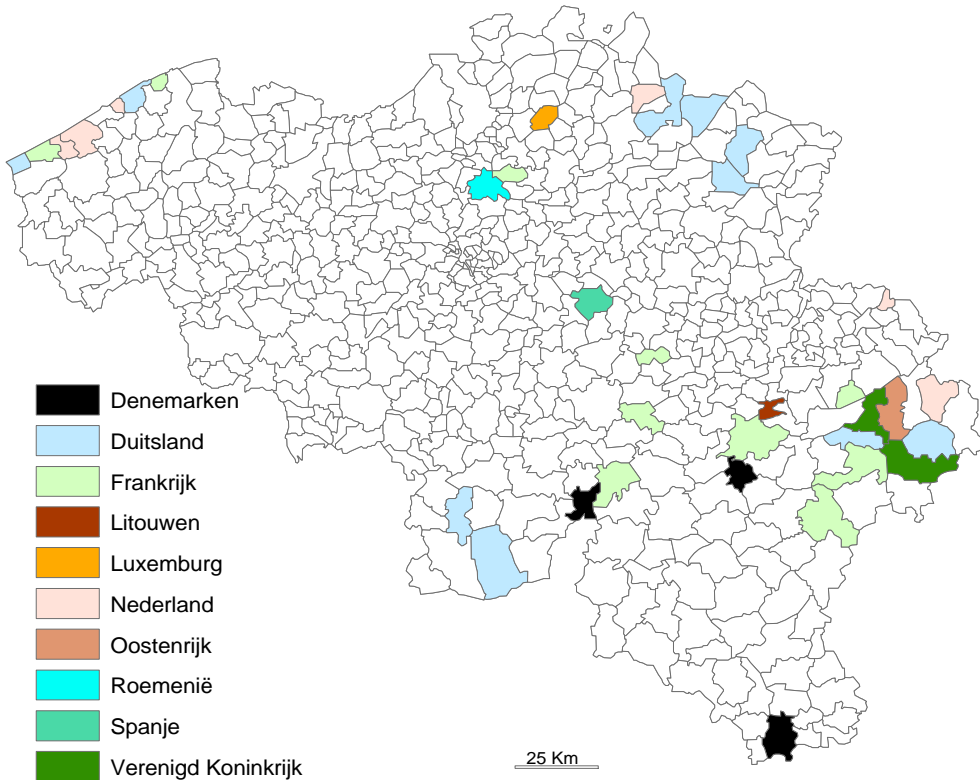 Denemarken
Duitsland
Frankrijk
Litouwen
Luxemburg
Nederland
Oostenrijk
Roemenië
Spanje
Verenigd Koninkrijk
25 Km